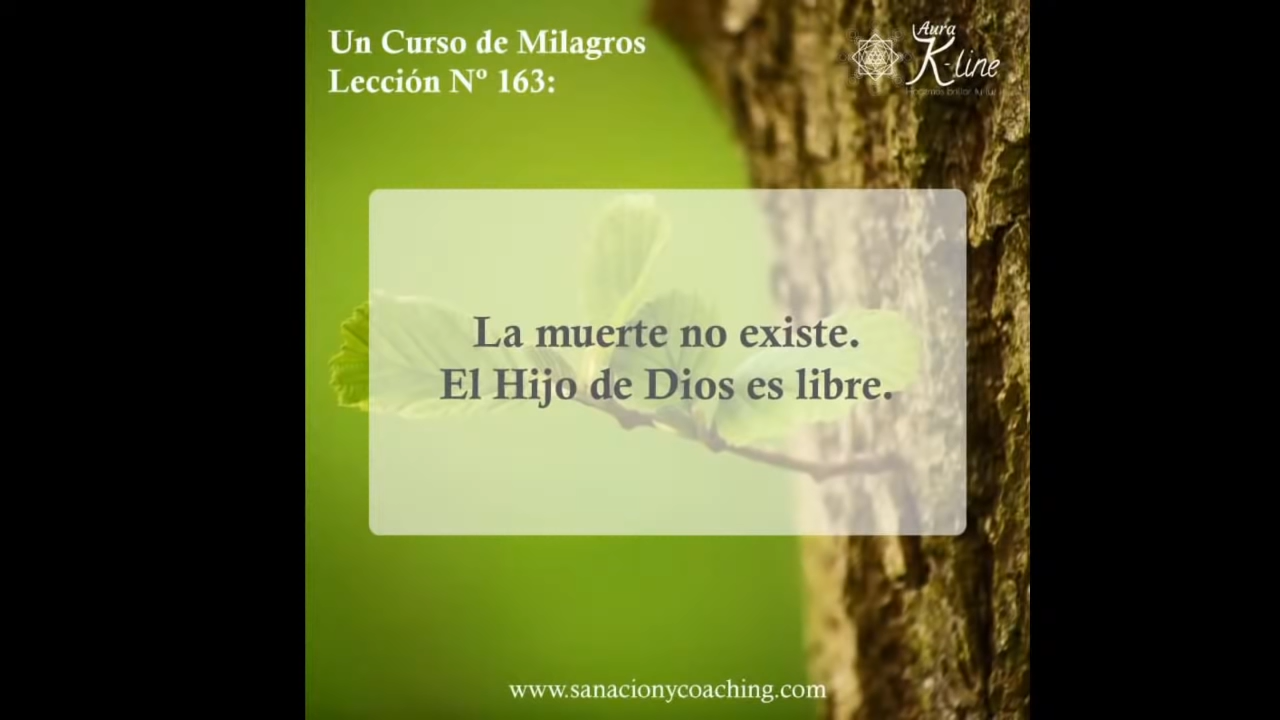 Un Curso de Milagros
Lección Nº 163:
Aura
K-line
La muerte no existe.
El Hijo de Dios es libre.
www.sanacionycoaching.com